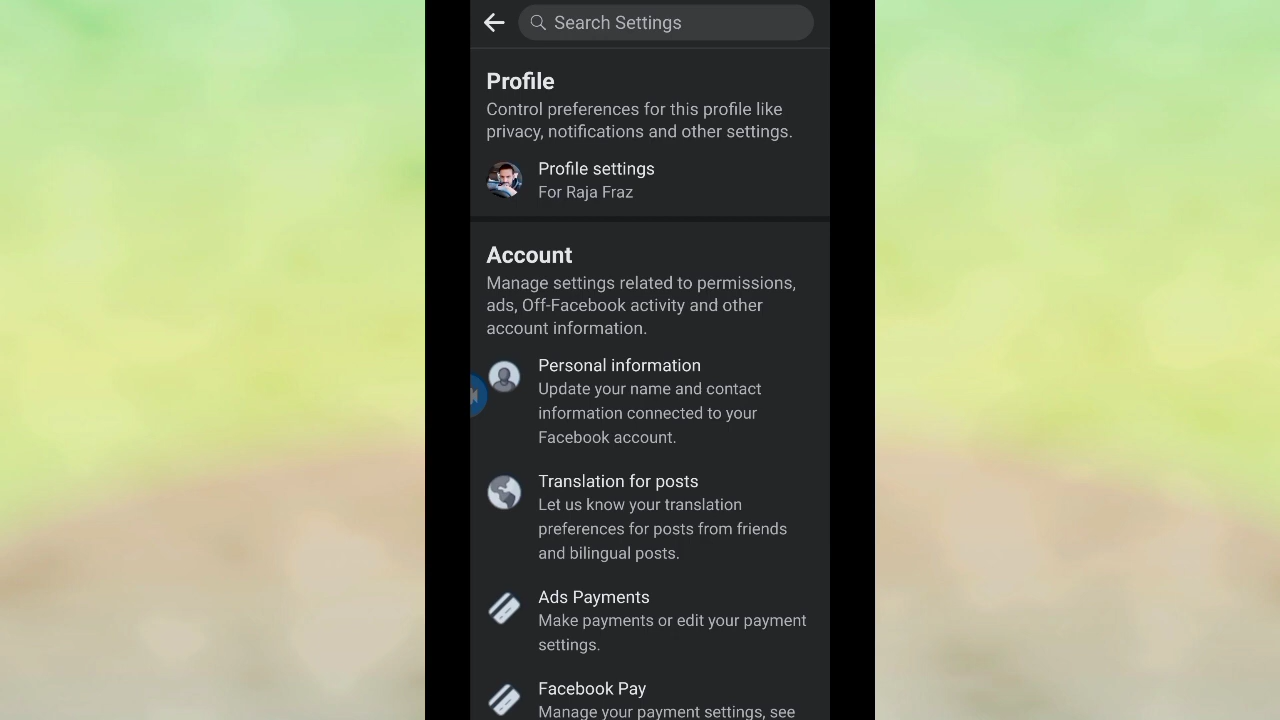 Search Settings
Profile
Control preferences for this profile like
privacy, notifications and other settings.
Profile settings
For Raja Fraz
Account
Manage settings related to permissions,
ads, Off-Facebook activity and other
account information.
Personal information
Update your name and contact
information connected to your
Facebook account.
Translation for posts
Let us know your translation
preferences for posts from friends
and bilingual posts.
Ads Payments
Make payments or edit your payment
settings.
Facebook Pay
Manage your payment settings, see